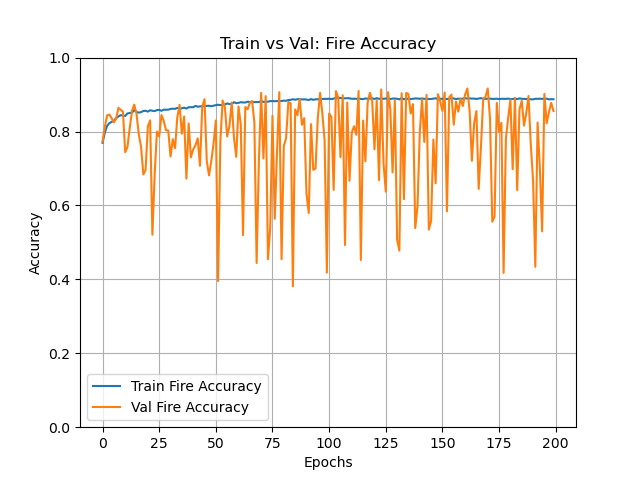 Train vs Val: Fire Accuracy
1.0
0.8
0.6
0.4
0.2
0.0
Accuracy
Train Fire Accuracy
Val Fire Accuracy
0 25 50 75 100 125 150 175 200
Epochs